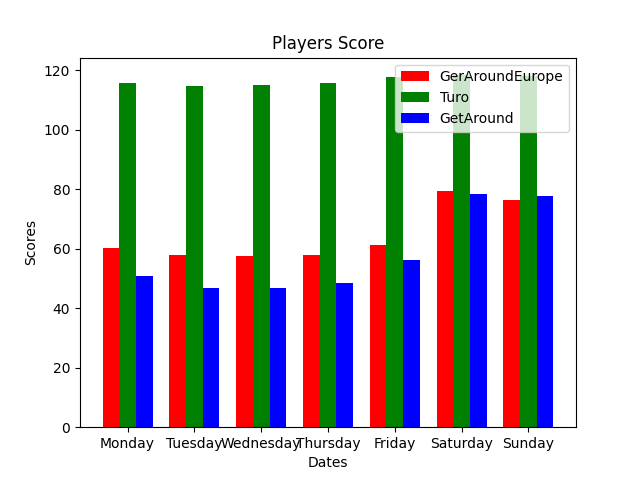 Players Score
GerAroundEurope
Turo
GetAround
120
100
80
60
40
20
0
Scores
Monday Tuesday Wednesday Thursday Friday Saturday Sunday
Dates